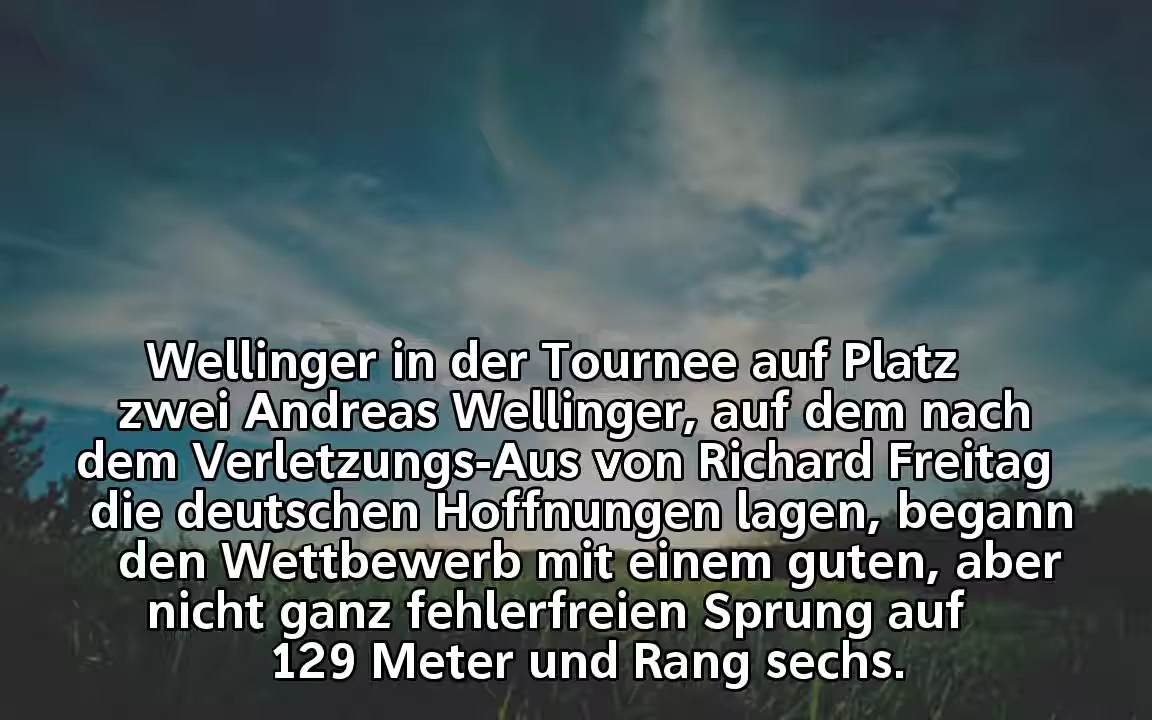 Wellinger in der Tournee auf Platz
zwei Andreas Wellinger, auf dem nach
dem Verletzungs-Aus von Richard Freitag
die deutschen Hoffnungen lagen, begann
den Wettbewerb mit einem guten, aber
nicht ganz fehlerfreien Sprung auf
129 Meter und Rang sechs.